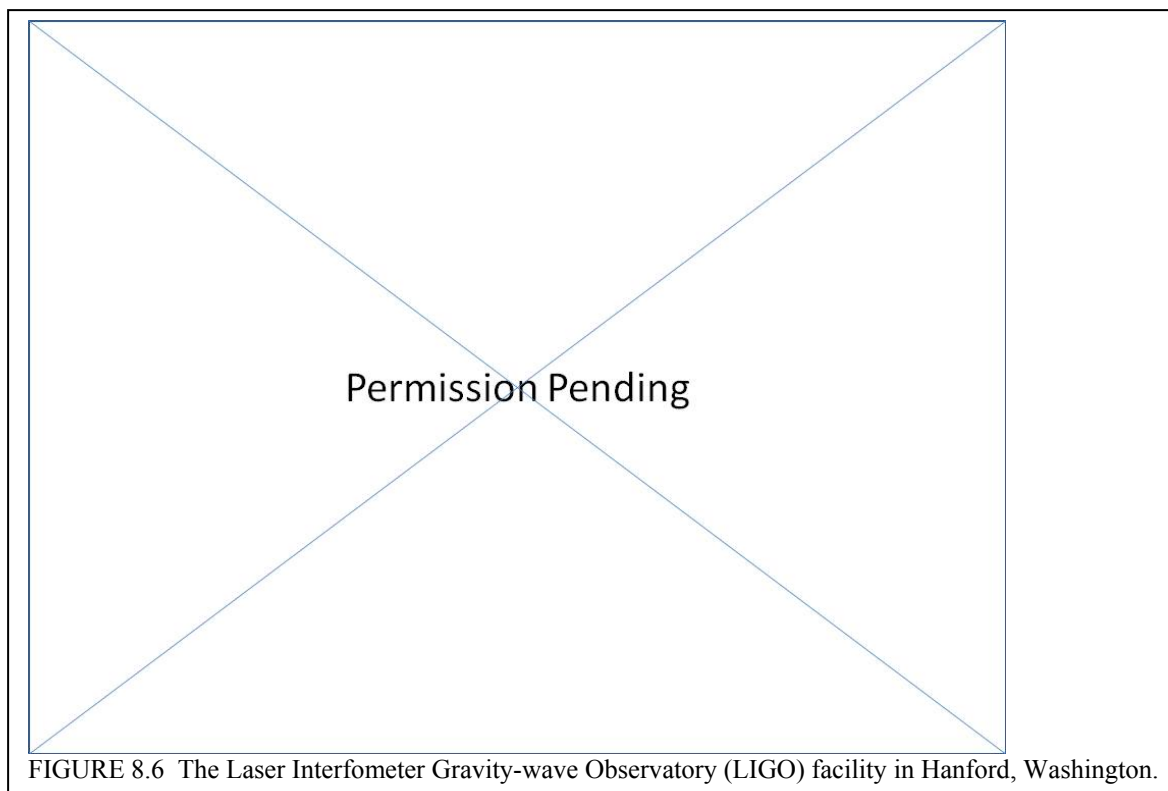 Permission Pending
FIGURE 8.6 The Laser Interfometer Gravity-wave Observatory (LIGO) facility in Hanford, Washington.